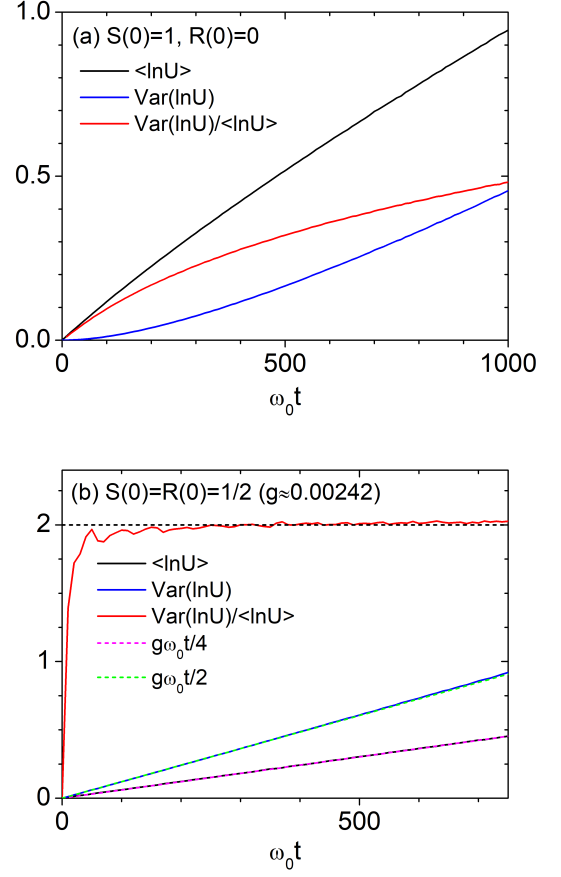 1.0
(a) S(0)=1, R(0)=0
<lnU>
Var(lnU)
Var(lnU)/<lnU>
0.5
0.0
0 500 1000
ω₀t
(b) S(0)=R(0)=1/2 (g≈0.00242)
2
<lnU>
Var(lnU)
Var(lnU)/<lnU>
gω₀t/4
gω₀t/2
1
0
0 500
ω₀t